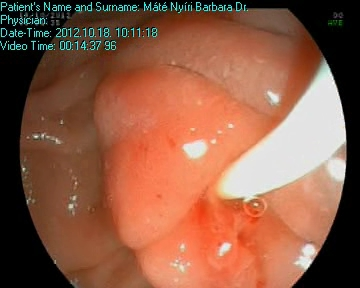 Patient's Name and Surname: Máté Nyíri Barbara Dr.
Physician:
Date-Time: 2012.10.18. 10:11:18
Video Time: 00:14:37 96